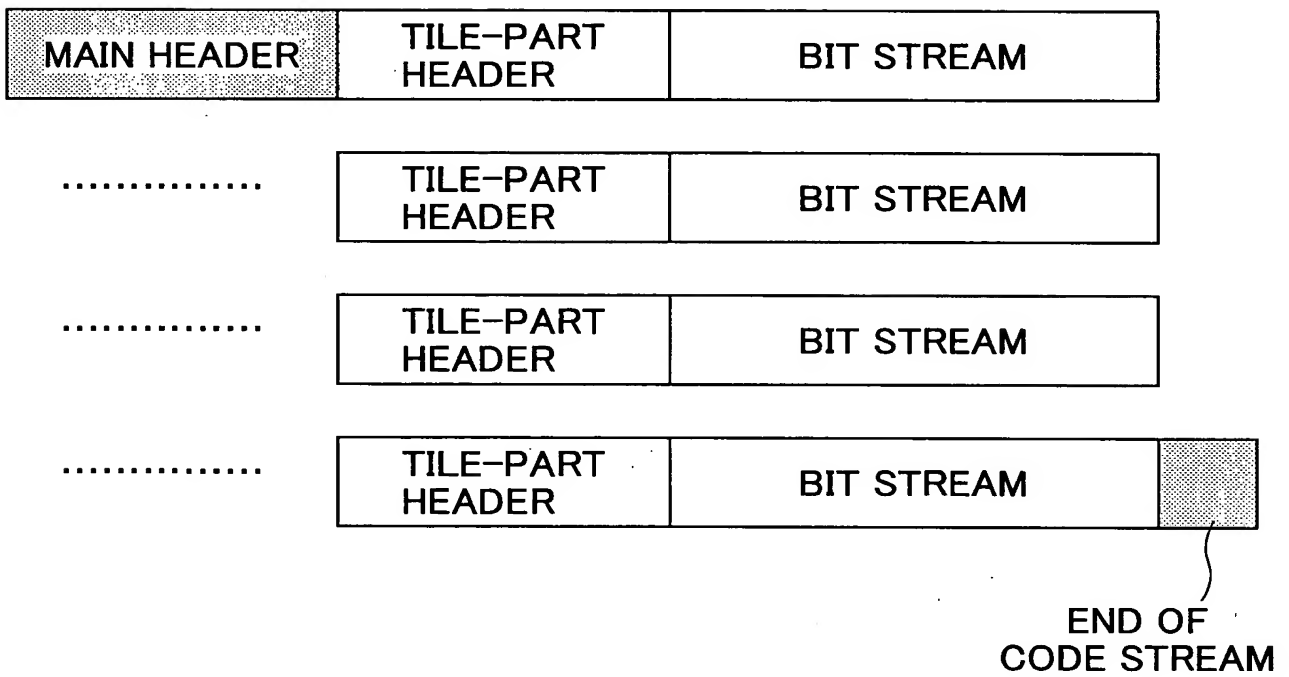 MAIN HEADER
TILE-PART
HEADER
BIT STREAM
...............
TILE-PART
HEADER
BIT STREAM
...............
TILE-PART
HEADER
BIT STREAM
...............
TILE-PART
HEADER
BIT STREAM
END OF
CODE STREAM